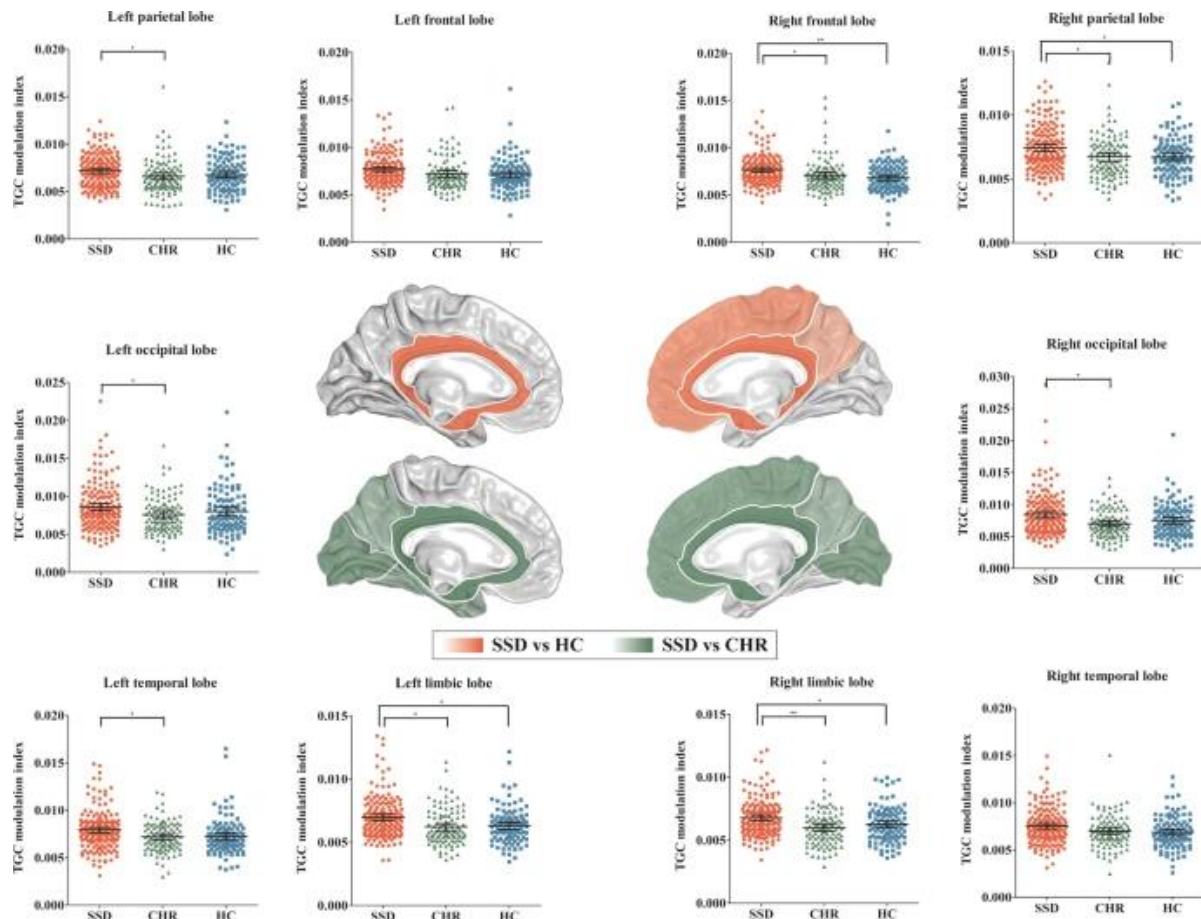 Left parietal lobe
TGC modulation index
0.020
0.015
0.010
0.005
0.000
*
SSD CHR HC
Left frontal lobe
TGC modulation index
0.020
0.015
0.010
0.005
0.000
SSD CHR HC
Right frontal lobe
TGC modulation index
0.020
0.015
0.010
0.005
0.000
**
*
SSD CHR HC
Right parietal lobe
TGC modulation index
0.015
0.010
0.005
0.000
*
*
SSD CHR HC
Left occipital lobe
TGC modulation index
0.025
0.020
0.015
0.010
0.005
0.000
*
SSD CHR HC
Right occipital lobe
TGC modulation index
0.030
0.025
0.020
0.015
0.010
0.005
0.000
*
SSD CHR HC
SSD vs HC SSD vs CHR
Left temporal lobe
TGC modulation index
0.020
0.015
0.010
0.005
0.000
*
SSD CHR HC
Left limbic lobe
TGC modulation index
0.015
0.010
0.005
0.000
*
*
SSD CHR HC
Right limbic lobe
TGC modulation index
0.015
0.010
0.005
0.000
*
**
SSD CHR HC
Right temporal lobe
TGC modulation index
0.020
0.015
0.010
0.005
0.000
SSD CHR HC